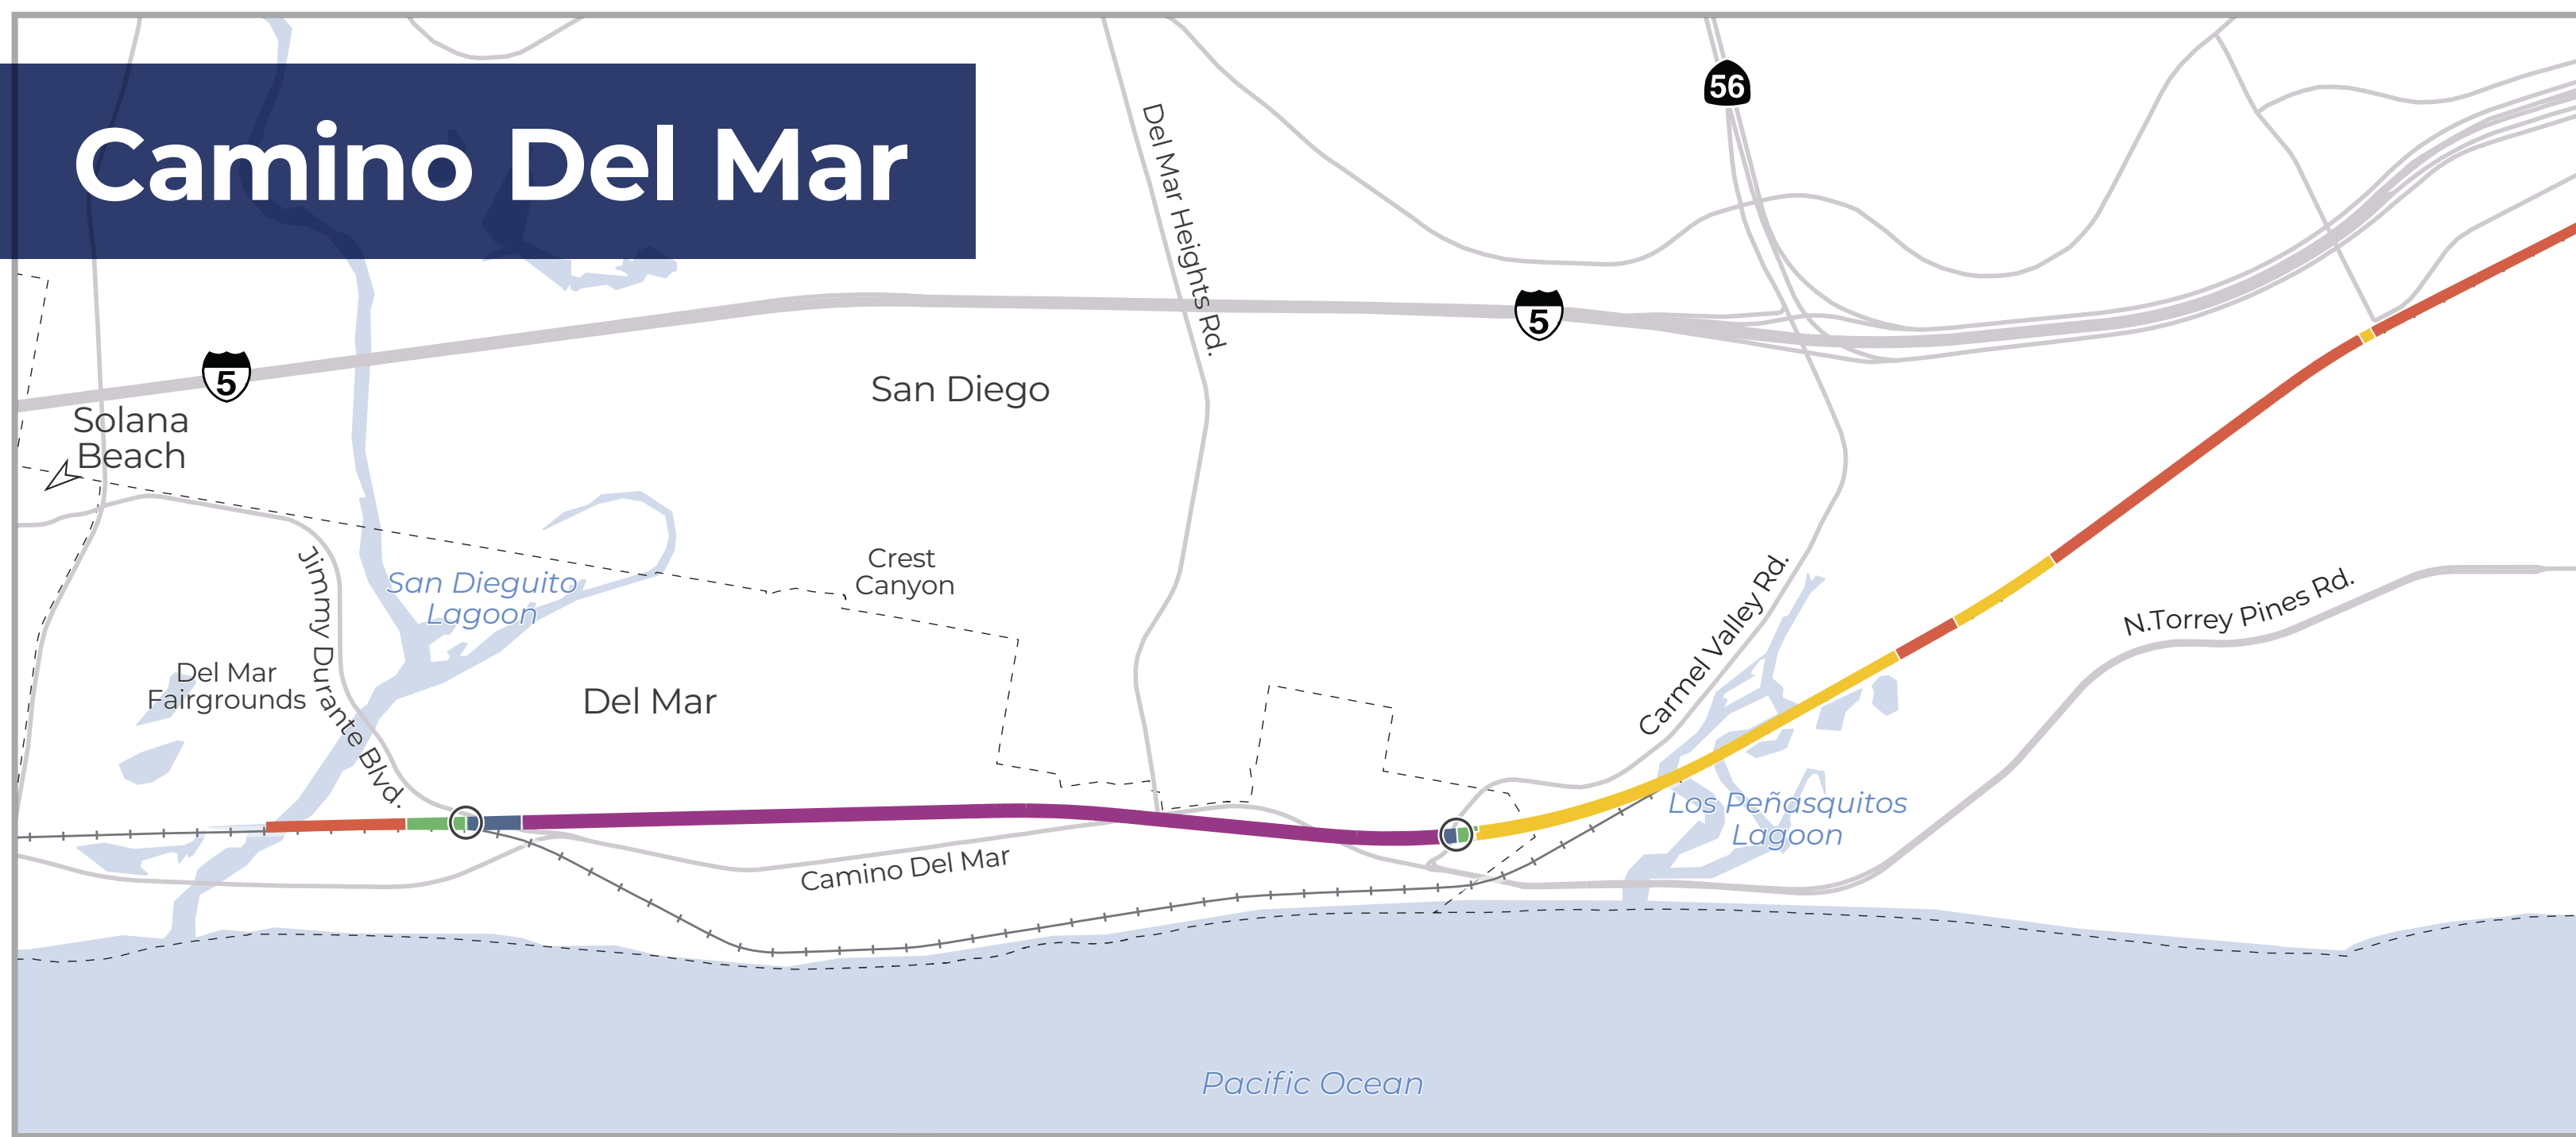 Camino Del Mar
56
Del Mar Heights Rd.
5
5
San Diego
Solana
Beach
Crest
Canyon
Jimmy Durante Blvd.
San Dieguito
Lagoon
Carmel Valley Rd.
N.Torrey Pines Rd.
Del Mar
Fairgrounds
Del Mar
Los Peñasquitos
Lagoon
Camino Del Mar
Pacific Ocean